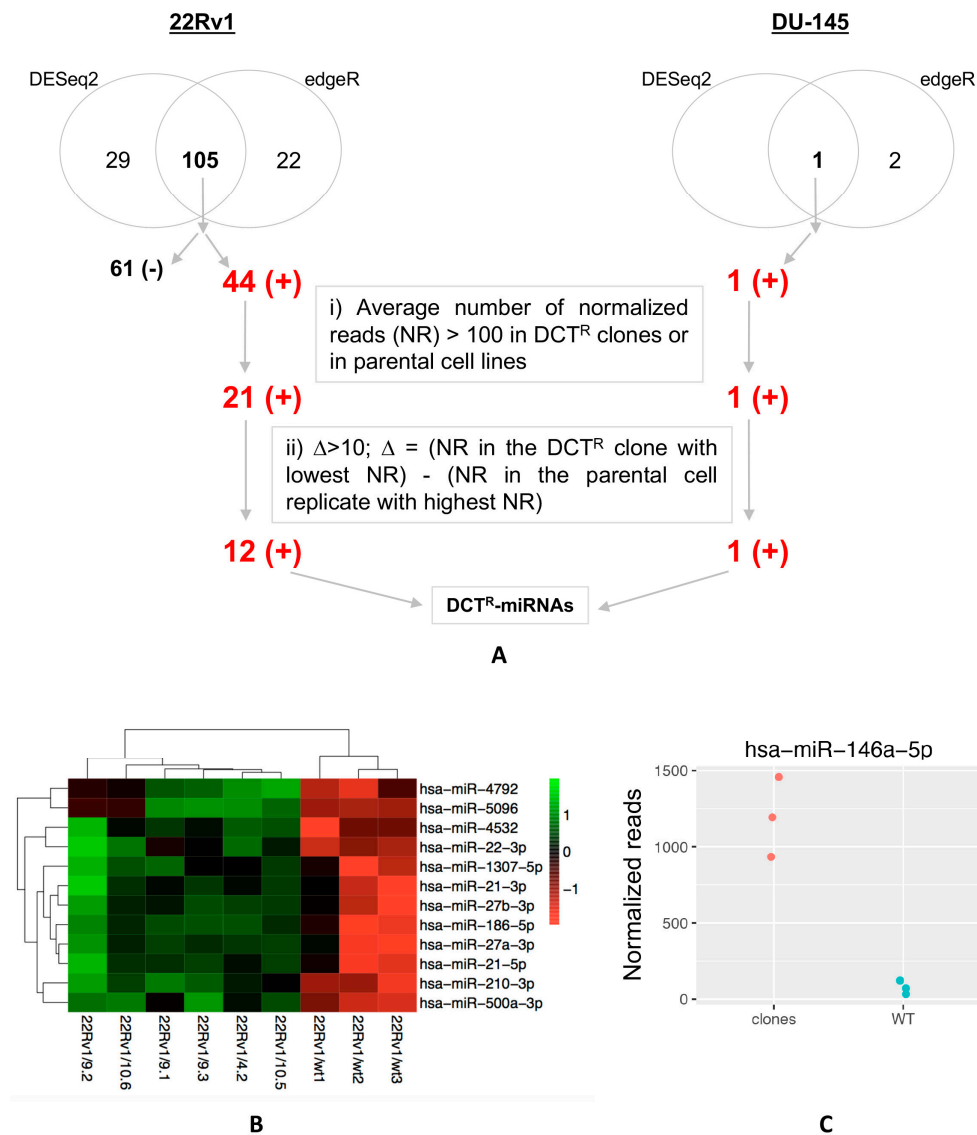 22Rv1
DU-145
DESeq2
edgeR
DESeq2
edgeR
29
105
22
1
2
61 (-)
44 (+)
1 (+)
i) Average number of normalized
reads (NR) > 100 in DCTᴿ clones or
in parental cell lines
21 (+)
1 (+)
ii) Δ>10; Δ = (NR in the DCTᴿ clone with
lowest NR) - (NR in the parental cell
replicate with highest NR)
12 (+)
1 (+)
DCTᴿ-miRNAs
A
hsa-miR-4792
hsa-miR-5096
hsa-miR-4532
hsa-miR-22-3p
hsa-miR-1307-5p
hsa-miR-21-3p
hsa-miR-27b-3p
hsa-miR-186-5p
hsa-miR-27a-3p
hsa-miR-21-5p
hsa-miR-210-3p
hsa-miR-500a-3p
1
0
−1
22Rv1/9.2
22Rv1/10.6
22Rv1/9.1
22Rv1/9.3
22Rv1/4.2
22Rv1/10.5
22Rv1/wt1
22Rv1/wt2
22Rv1/wt3
B
hsa−miR−146a−5p
Normalized reads
1500
1000
500
0
clones
WT
C